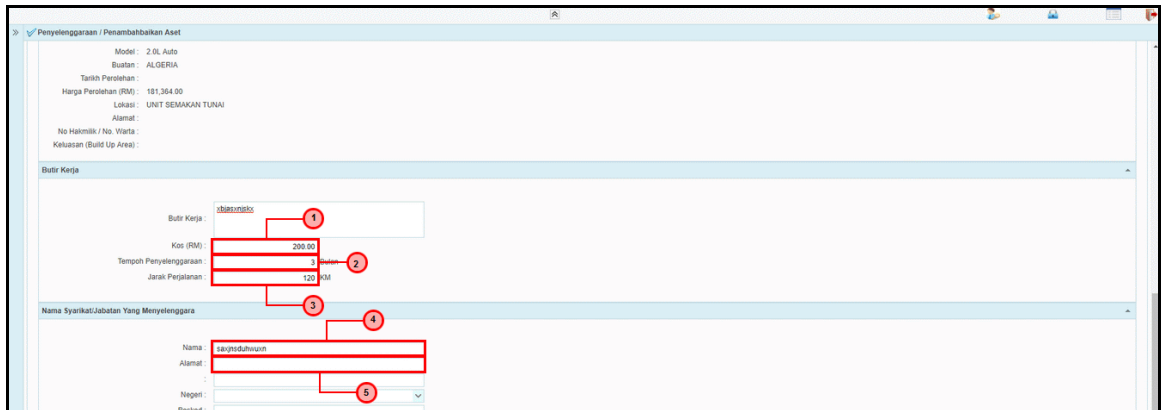 Penyelenggaraan / Penambahbaikan Aset
Model : 2.0L Auto
Buatan : ALGERIA
Tarikh Perolehan :
Harga Perolehan (RM) : 181,364.00
Lokasi : UNIT SEMAKAN TUNAI
Alamat :
No Hakmilik / No. Warta :
Keluasan (Build Up Area) :
Butir Kerja
Butir Kerja : xbjasxnjskx
1
Kos (RM) : 200.00
Tempoh Penyelenggaraan : 3 Bulan
2
Jarak Perjalanan : 120 KM
3
Nama Syarikat/Jabatan Yang Menyelenggara
4
Nama : saxjnsduhwuxn
Alamat :
:
5
Negeri :
Poskod :